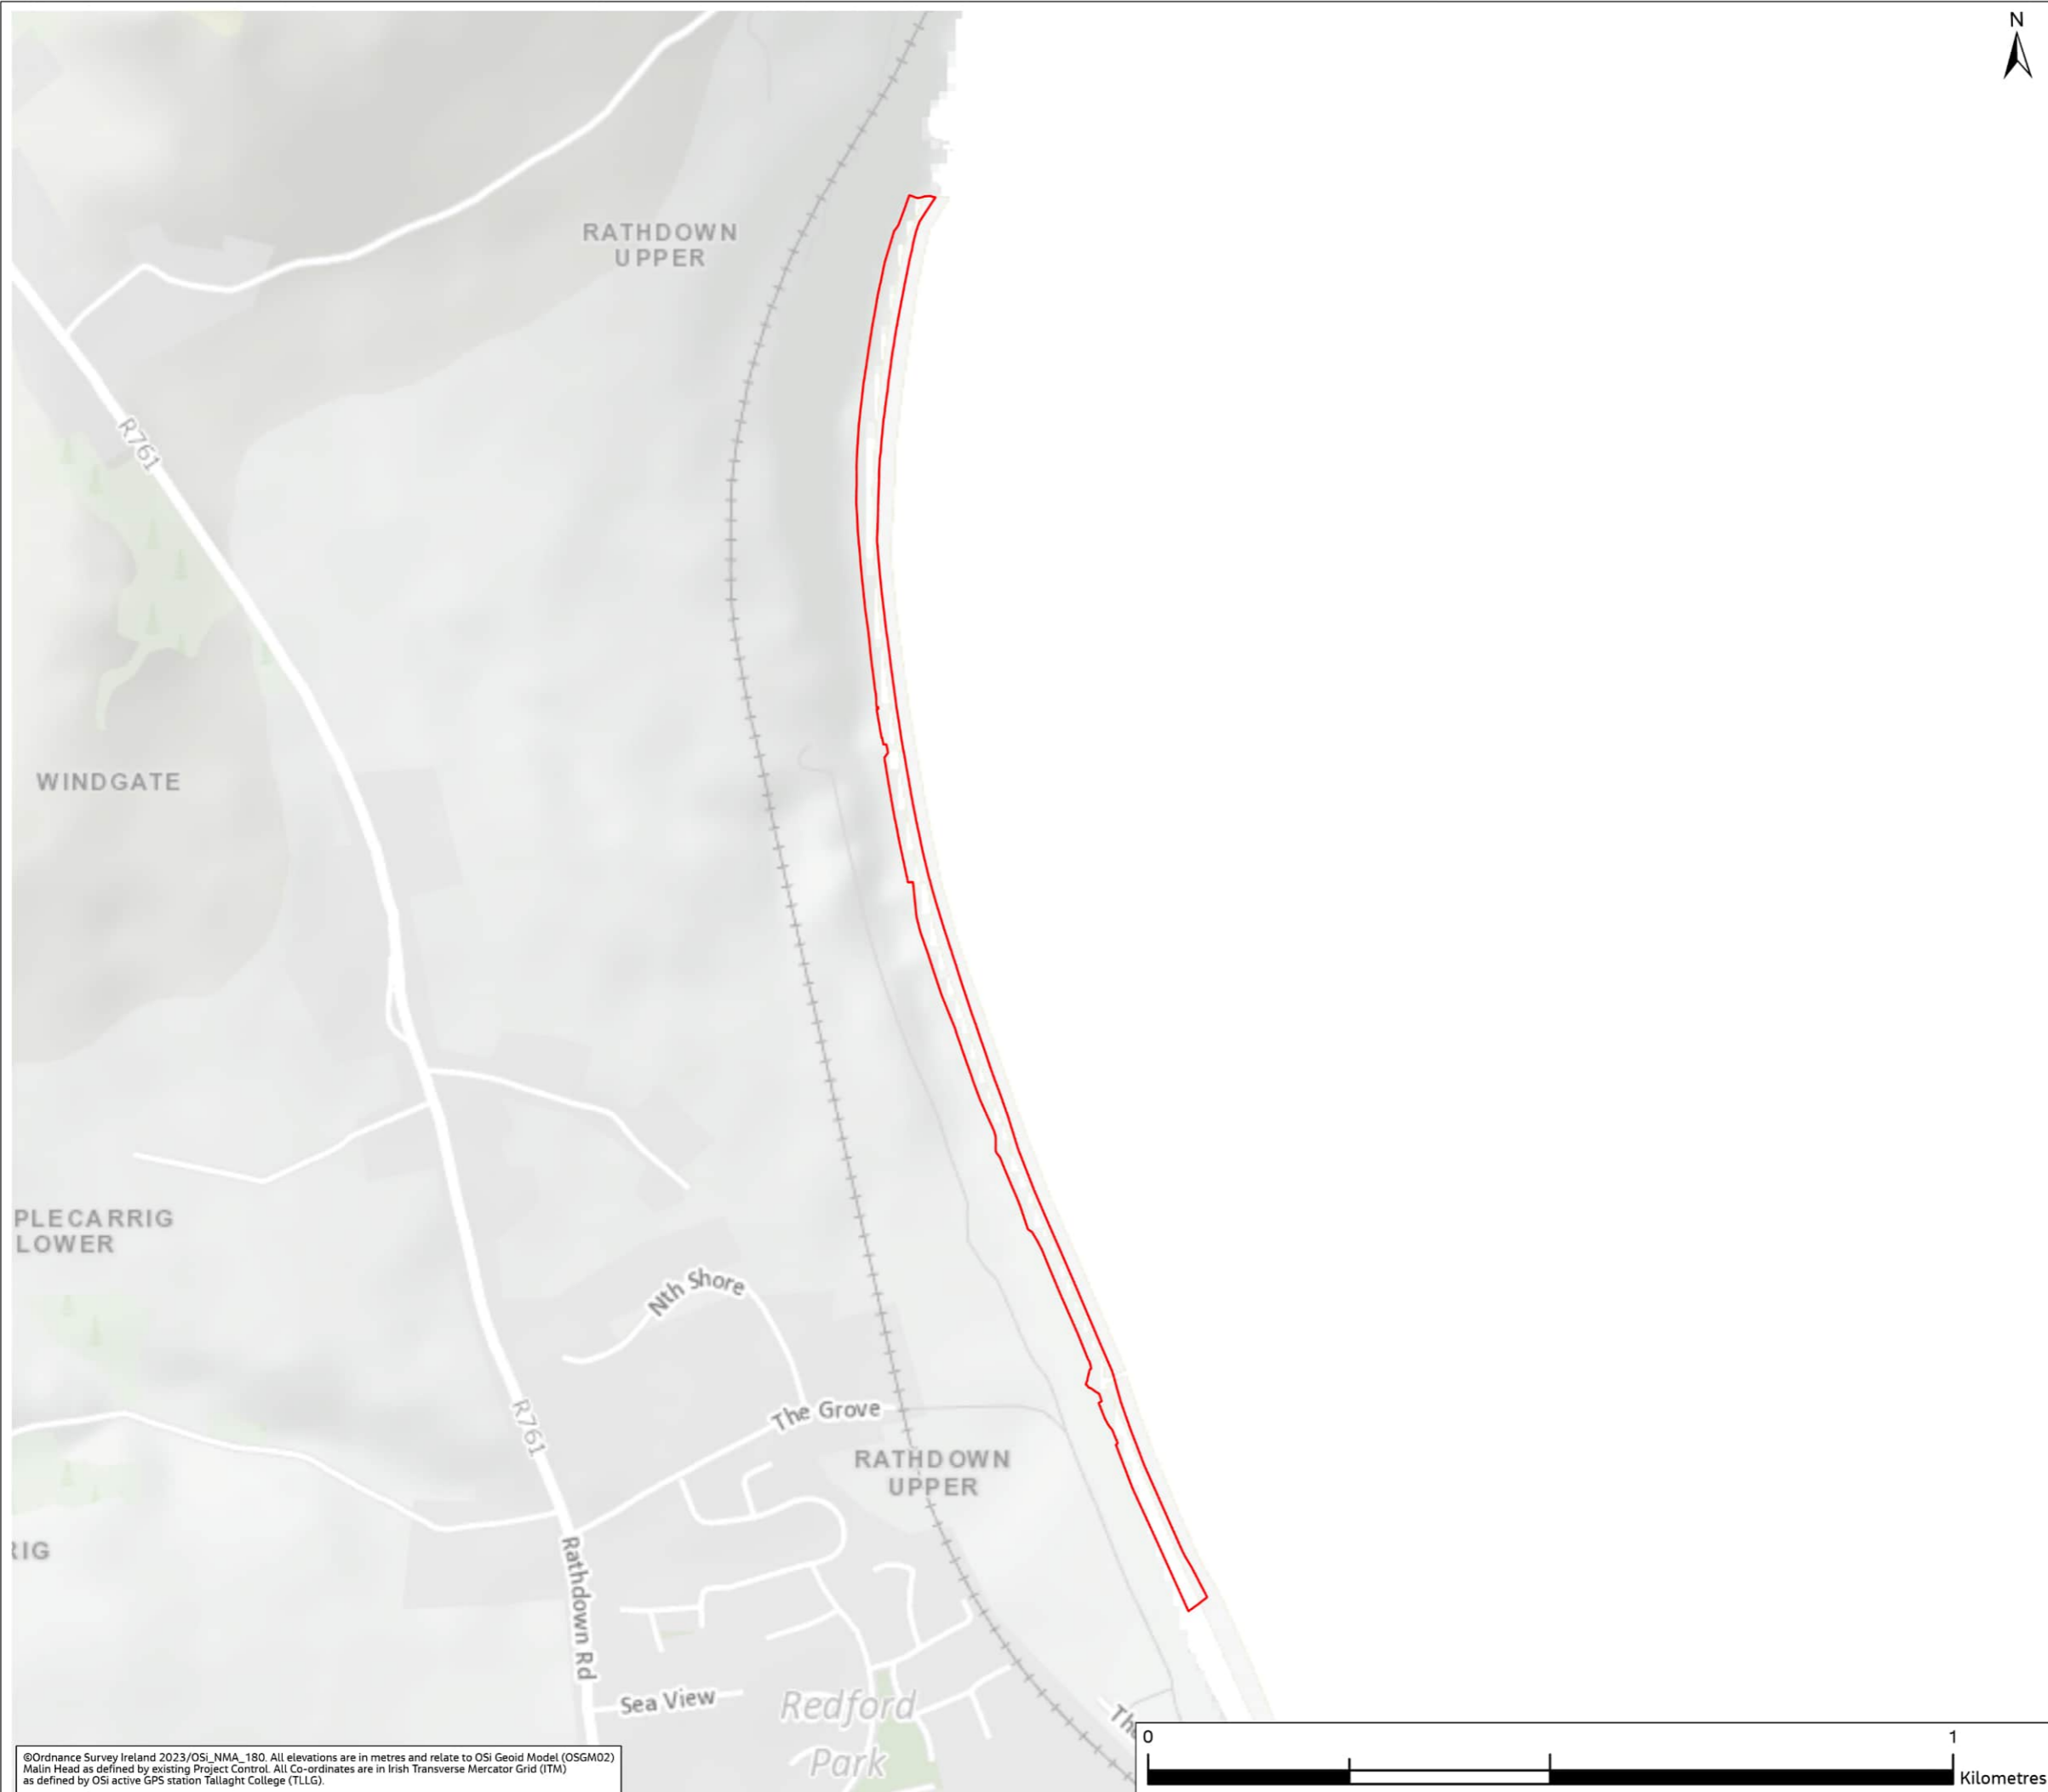 N
RATHDOWN
UPPER
R761
WINDGATE
PLECARRIG
LOWER
Nth Shore
The Grove
R761
RATHDOWN
UPPER
RIG
Rathdown Rd
Sea View
Redford
Park
The
0 1
Kilometres
©Ordnance Survey Ireland 2023/OSi_NMA_180. All elevations are in metres and relate to OSi Geoid Model (OSGM02)
Malin Head as defined by existing Project Control. All Co-ordinates are in Irish Transverse Mercator Grid (ITM)
as defined by OSi active GPS station Tallaght College (TLLG).